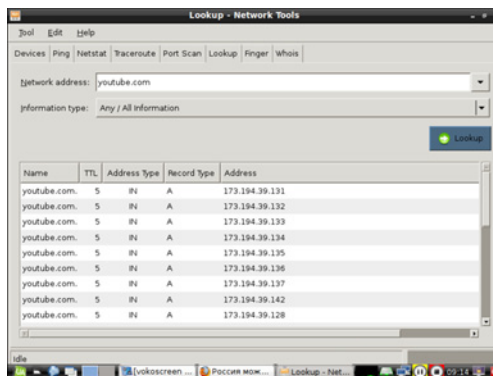 Lookup - Network Tools
Tool Edit Help
Devices Ping Netstat Traceroute Port Scan Lookup Finger Whois
Network address: youtube.com
Information type: Any / All Information
Lookup
Name TTL Address Type Record Type Address
youtube.com. 5 IN A 173.194.39.131
youtube.com. 5 IN A 173.194.39.132
youtube.com. 5 IN A 173.194.39.133
youtube.com. 5 IN A 173.194.39.134
youtube.com. 5 IN A 173.194.39.135
youtube.com. 5 IN A 173.194.39.136
youtube.com. 5 IN A 173.194.39.137
youtube.com. 5 IN A 173.194.39.142
youtube.com. 5 IN A 173.194.39.128
Idle
[vokoscreen ... Россия мож... Lookup - Net... 09:14